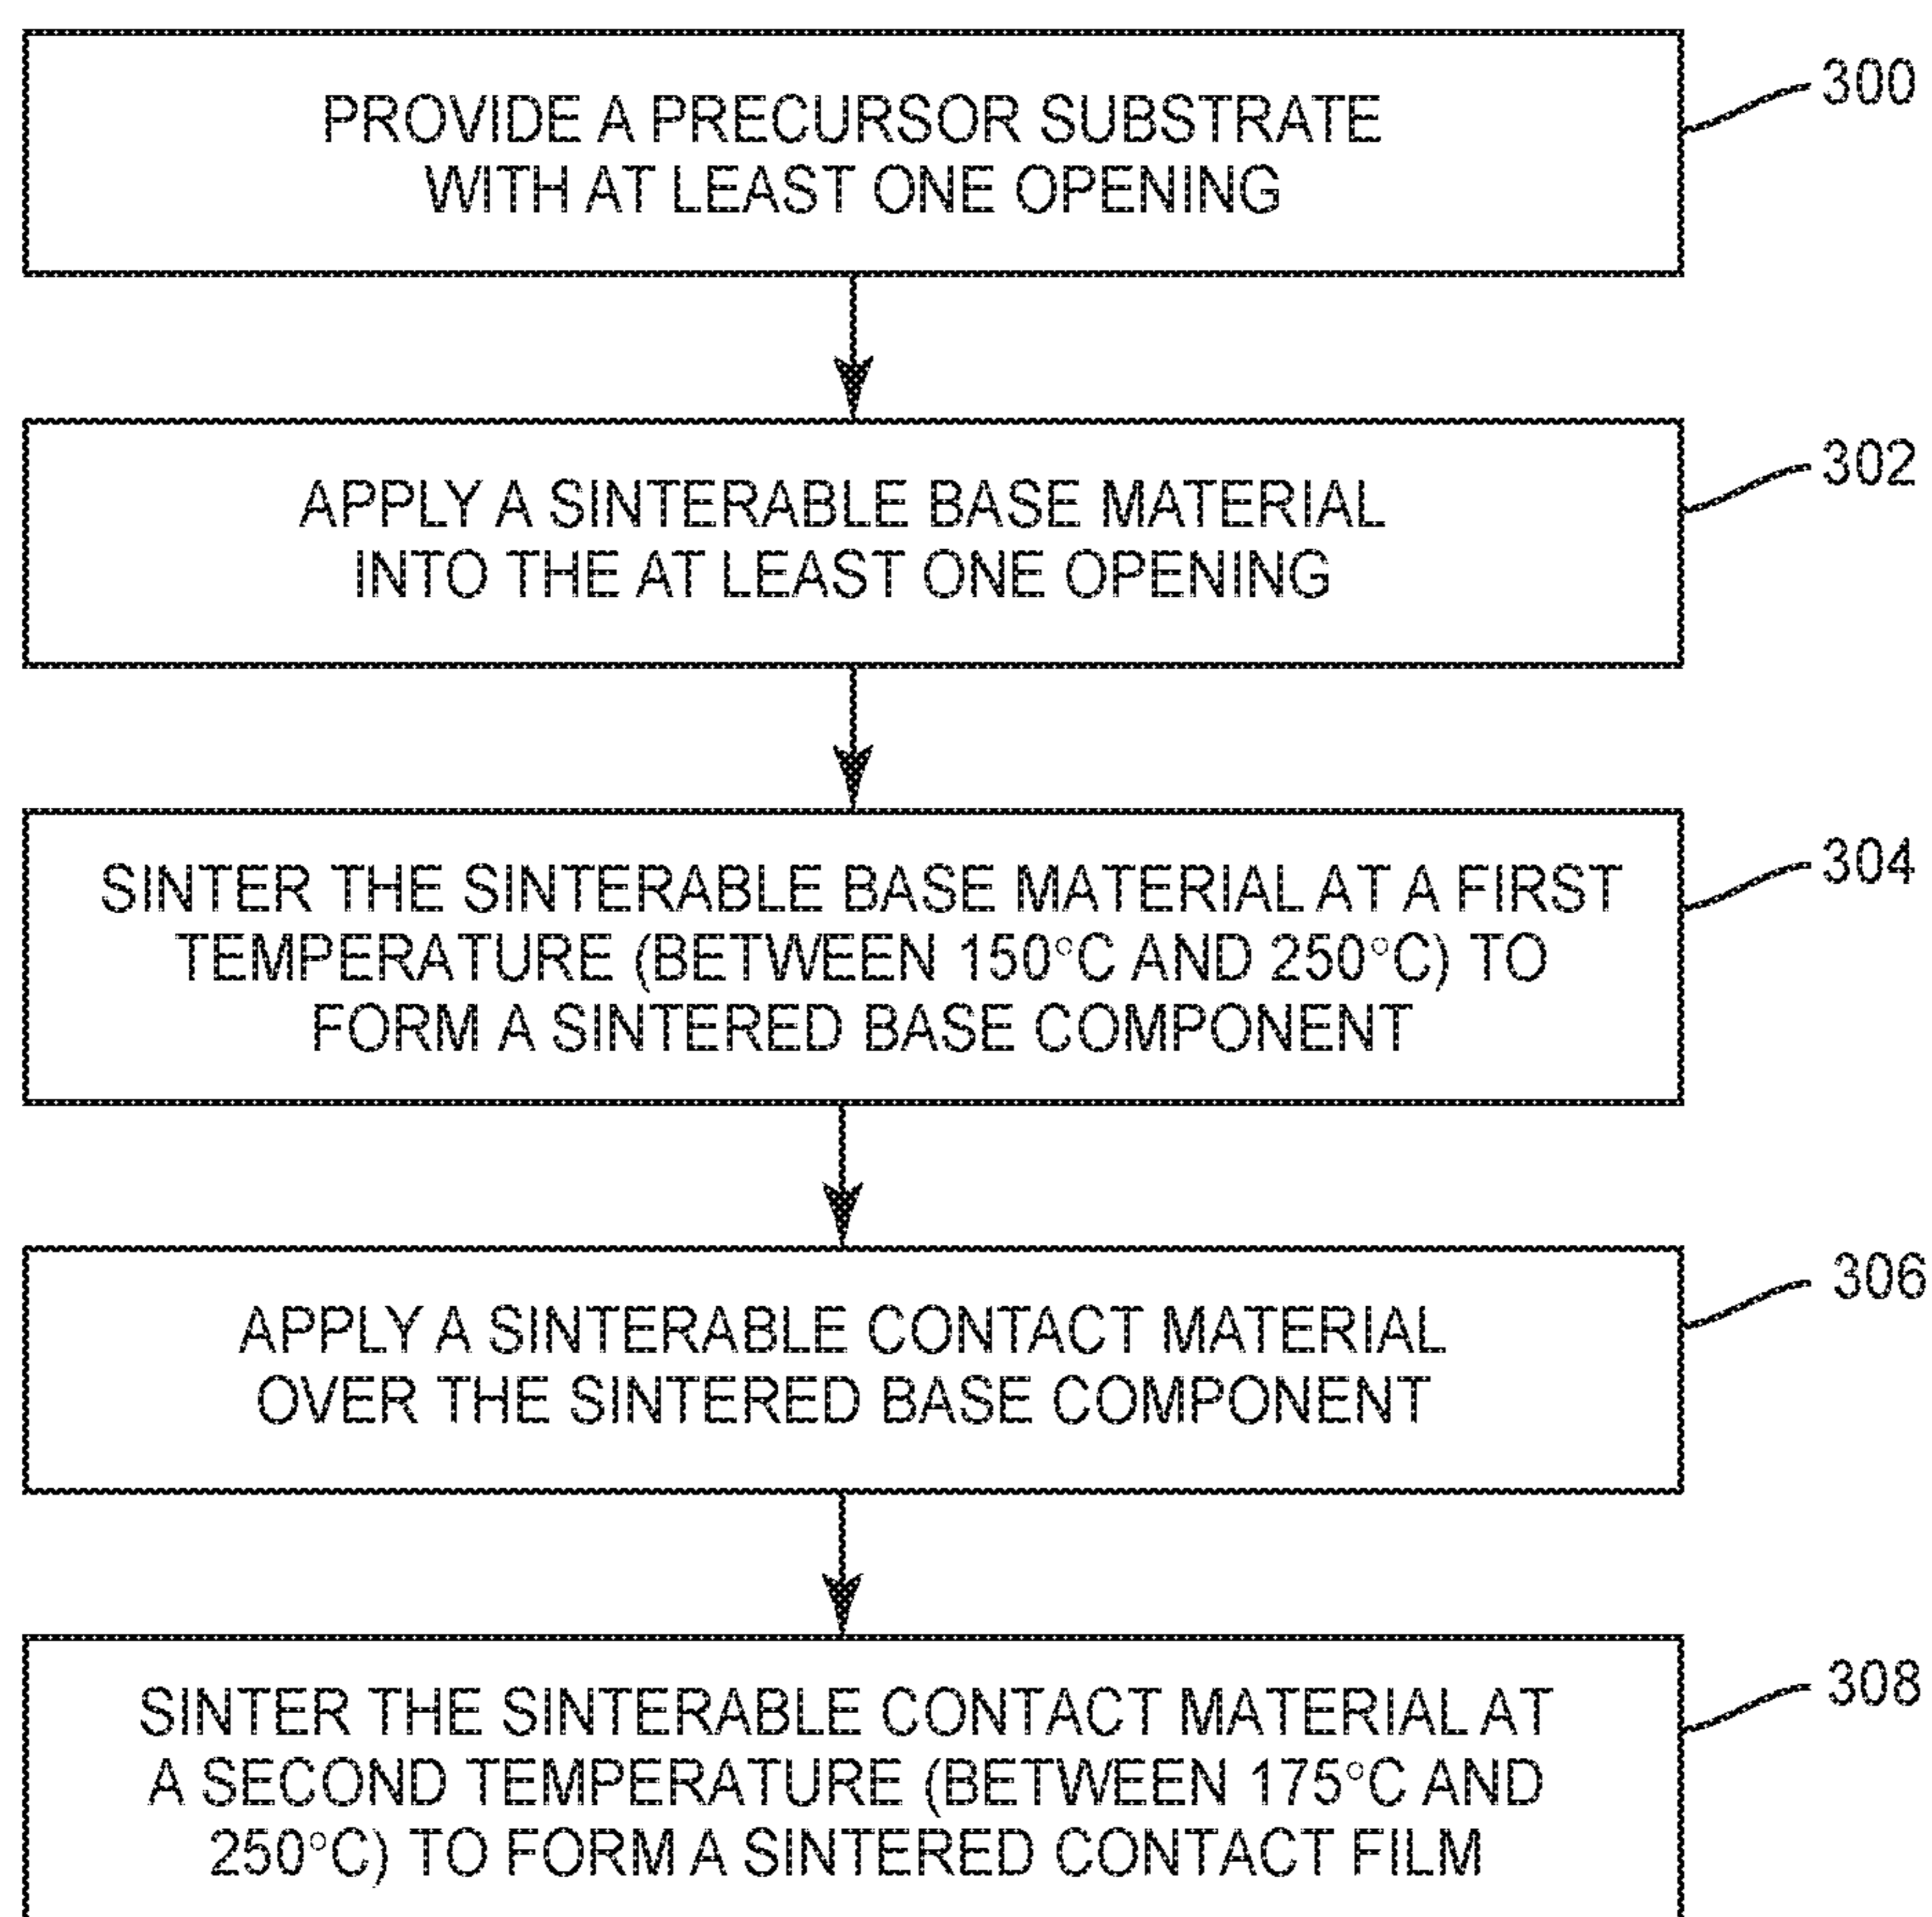 PROVIDE A PRECURSOR SUBSTRATE
WITH AT LEAST ONE OPENING
300
APPLY A SINTERABLE BASE MATERIAL
INTO THE AT LEAST ONE OPENING
302
SINTER THE SINTERABLE BASE MATERIAL AT A FIRST
TEMPERATURE (BETWEEN 150°C AND 250°C) TO
FORM A SINTERED BASE COMPONENT
304
APPLY A SINTERABLE CONTACT MATERIAL
OVER THE SINTERED BASE COMPONENT
306
SINTER THE SINTERABLE CONTACT MATERIAL AT
A SECOND TEMPERATURE (BETWEEN 175°C AND
250°C) TO FORM A SINTERED CONTACT FILM
308